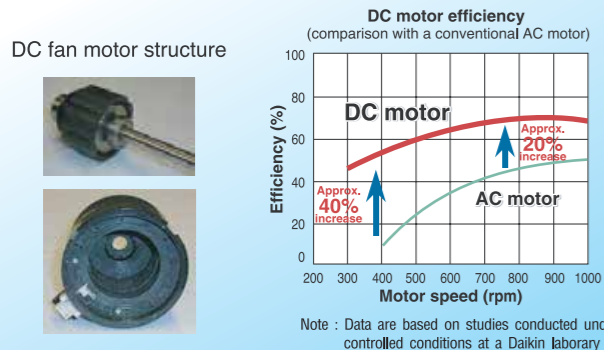 DC motor efficiency
(comparison with a conventional AC motor)
DC fan motor structure
Efficiency (%)
100
80
60
40
20
0
DC motor
Approx.
20%
increase
Approx.
40%
increase
AC motor
200 300 400 500 600 700 800 900 1000
Motor speed (rpm)
Note : Data are based on studies conducted und
controlled conditions at a Daikin laborary